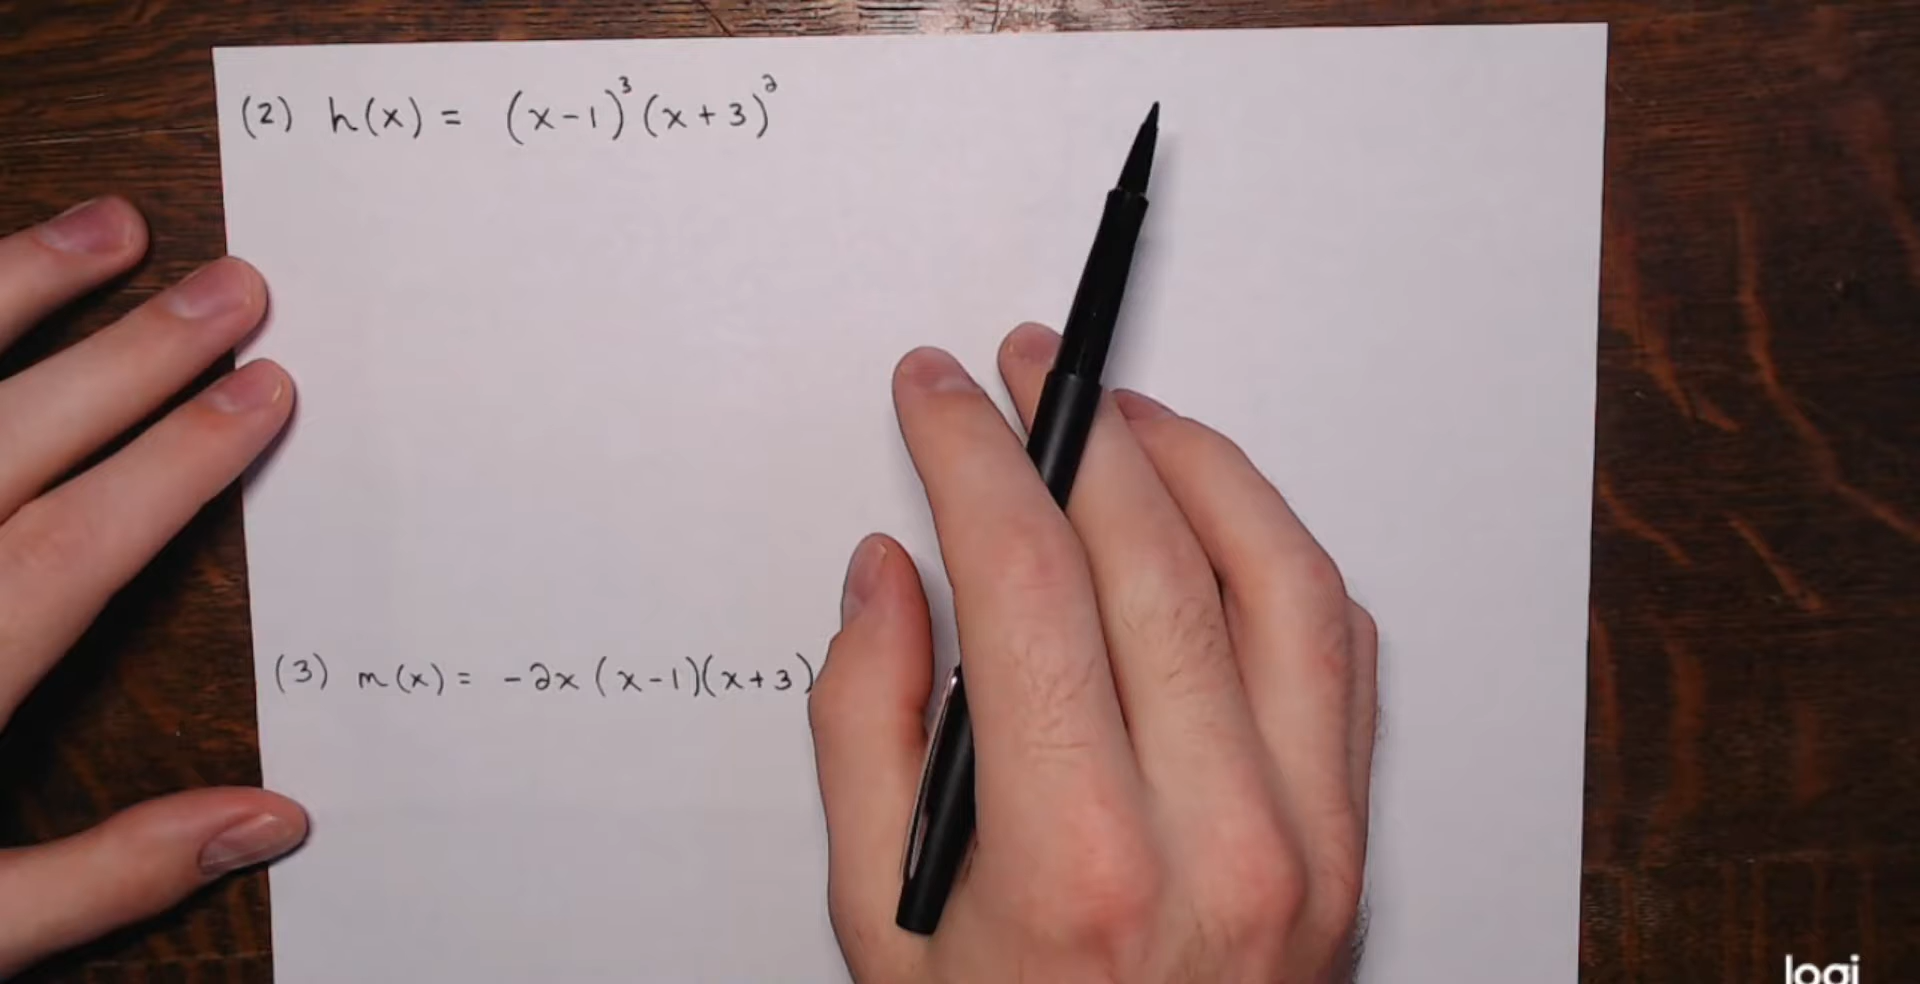 (2) h(x) = (x-1)³(x+3)²
(3) m(x) = -2x(x-1)(x+3)
logi